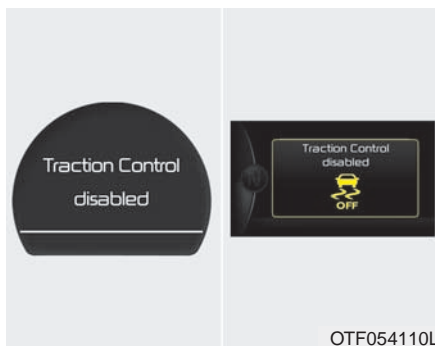 Traction Control
disabled
Traction Control
disabled
OFF
OTF054110L